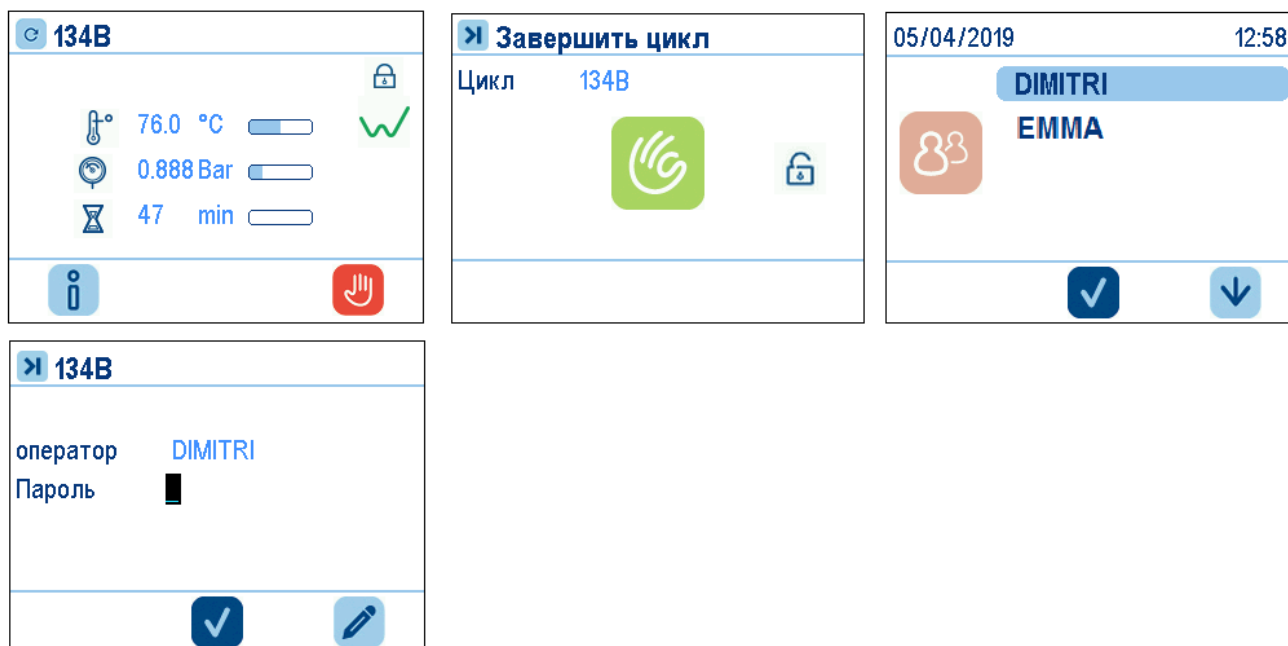 134B
76.0 °C
0.888 Bar
47 min
Завершить цикл
Цикл 134B
05/04/2019 12:58
DIMITRI
EMMA
134B
оператор DIMITRI
Пароль _